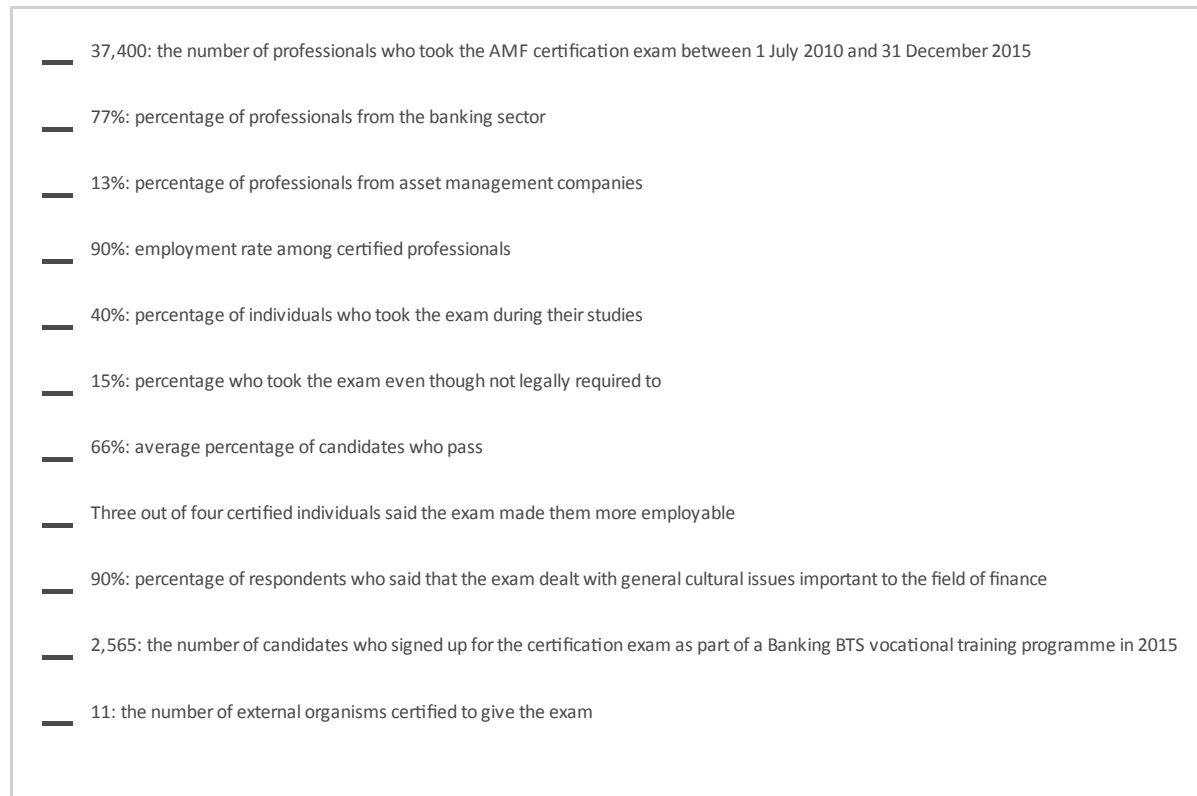 37,400: the number of professionals who took the AMF certification exam between 1 July 2010 and 31 December 2015
77%: percentage of professionals from the banking sector
13%: percentage of professionals from asset management companies
90%: employment rate among certified professionals
40%: percentage of individuals who took the exam during their studies
15%: percentage who took the exam even though not legally required to
66%: average percentage of candidates who pass
Three out of four certified individuals said the exam made them more employable
90%: percentage of respondents who said that the exam dealt with general cultural issues important to the field of finance
2,565: the number of candidates who signed up for the certification exam as part of a Banking BTS vocational training programme in 2015
11: the number of external organisms certified to give the exam